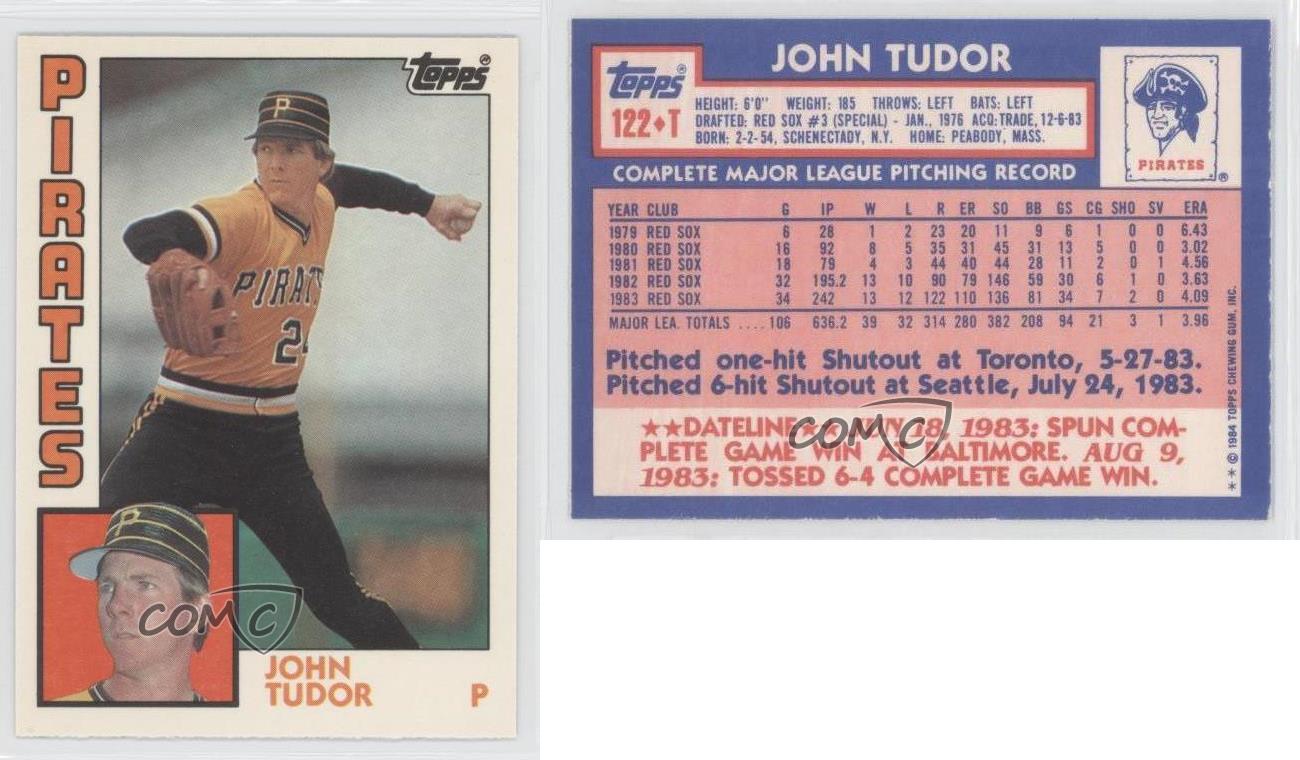 PIRATES
Topps®
P
PIRAT
24
P
COMC
JOHN
TUDOR
P
Topps®
122♦T
JOHN TUDOR
HEIGHT: 6'0" WEIGHT: 185 THROWS: LEFT BATS: LEFT
DRAFTED: RED SOX #3 (SPECIAL) - JAN., 1976 ACQ: TRADE, 12-6-83
BORN: 2-2-54, SCHENECTADY, N.Y. HOME: PEABODY, MASS.
PIRATES
®
COMPLETE MAJOR LEAGUE PITCHING RECORD
YEAR CLUB G IP W L R ER SO BB GS CG SHO SV ERA
1979 RED SOX 6 28 1 2 23 20 11 9 6 1 0 0 6.43
1980 RED SOX 16 92 8 5 35 31 45 31 13 5 0 0 3.02
1981 RED SOX 18 79 4 3 44 40 44 28 11 2 0 1 4.56
1982 RED SOX 32 195.2 13 10 90 79 146 59 30 6 1 0 3.63
1983 RED SOX 34 242 13 12 122 110 136 81 34 7 2 0 4.09
MAJOR LEA. TOTALS .... 106 636.2 39 32 314 280 382 208 94 21 3 1 3.96
Pitched one-hit Shutout at Toronto, 5-27-83.
Pitched 6-hit Shutout at Seattle, July 24, 1983.
★★DATELINE★★ 18, 1983: SPUN COM-
PLETE GAME WIN AT BALTIMORE. AUG 9,
1983: TOSSED 6-4 COMPLETE GAME WIN.
COMC
★★© 1984 TOPPS CHEWING GUM, INC.